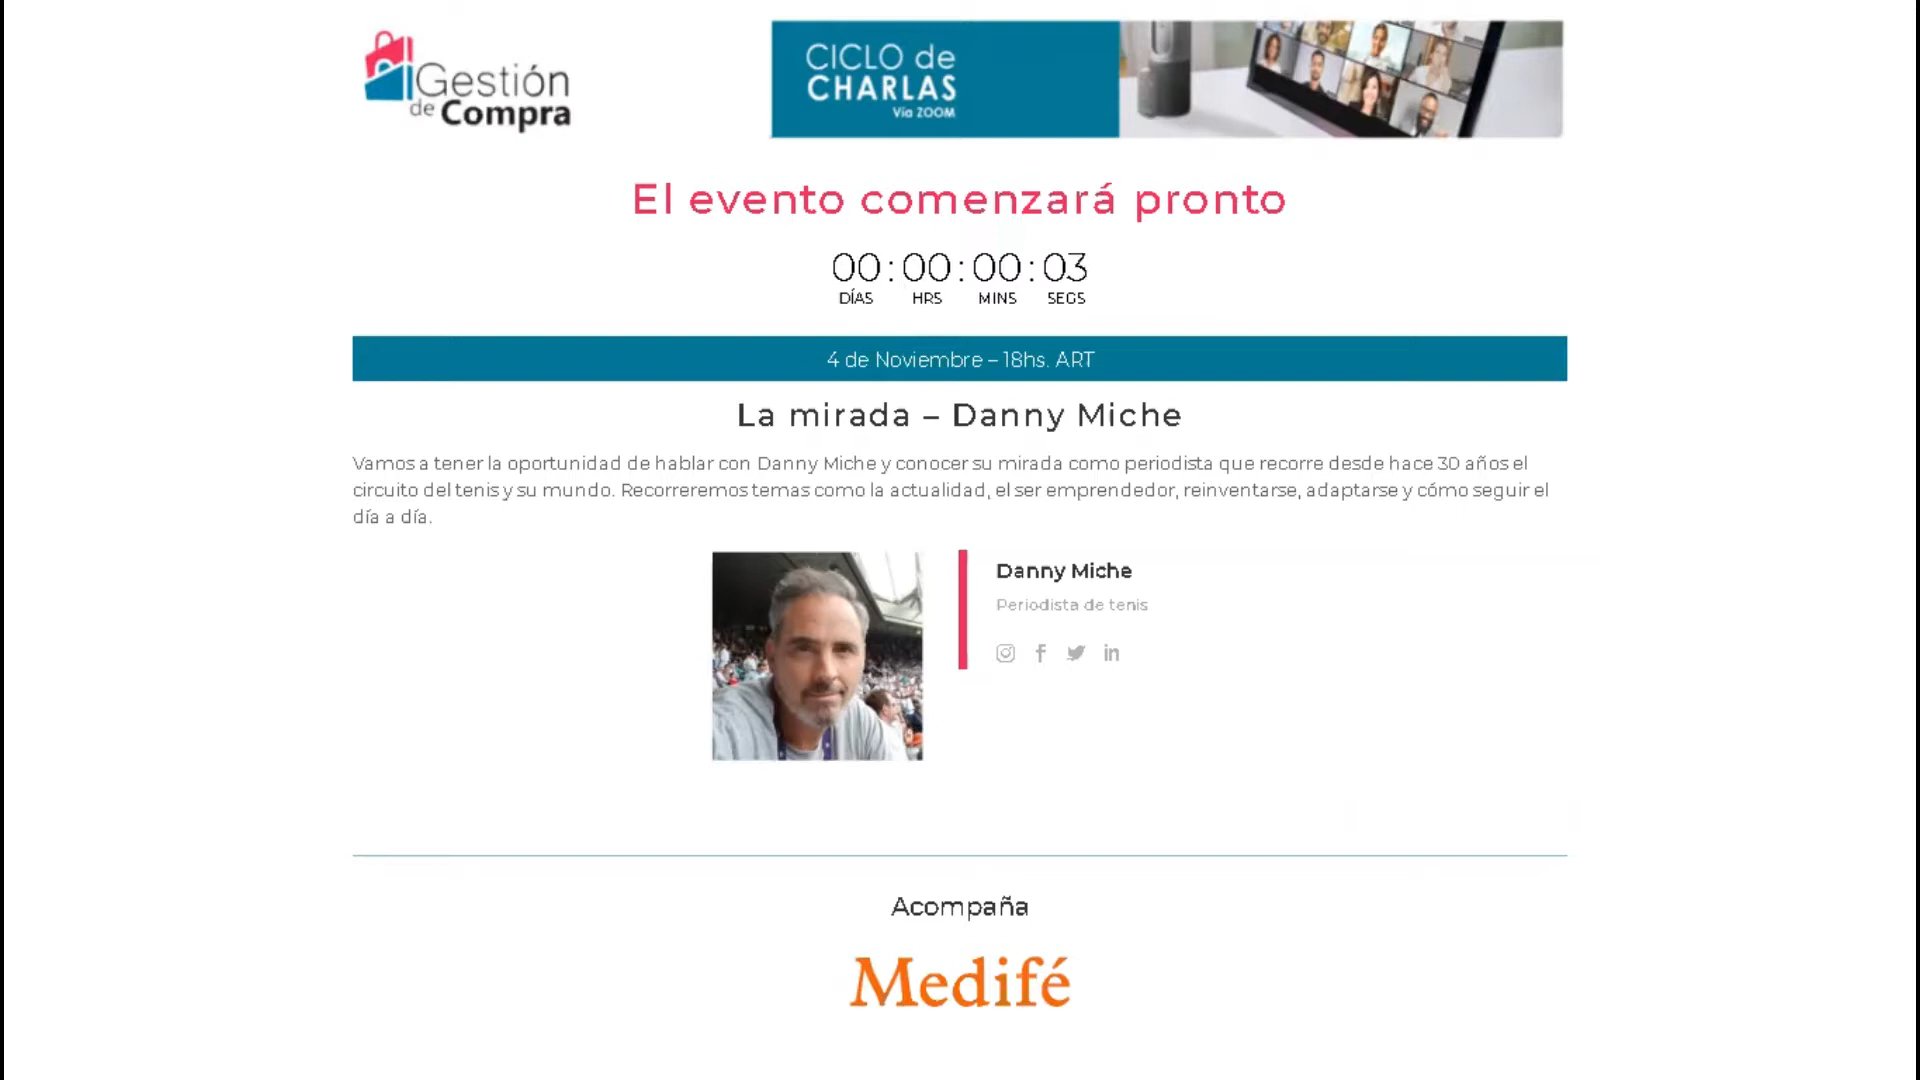 Gestión
de Compra
CICLO de
CHARLAS
Vía ZOOM
El evento comenzará pronto
00 : 00 : 00 : 03
DÍAS HRS MINS SEGS
4 de Noviembre – 18hs. ART
La mirada – Danny Miche
Vamos a tener la oportunidad de hablar con Danny Miche y conocer su mirada como periodista que recorre desde hace 30 años el
circuito del tenis y su mundo. Recorreremos temas como la actualidad, el ser emprendedor, reinventarse, adaptarse y cómo seguir el
día a día.
Danny Miche
Periodista de tenis
Acompaña
Medifé